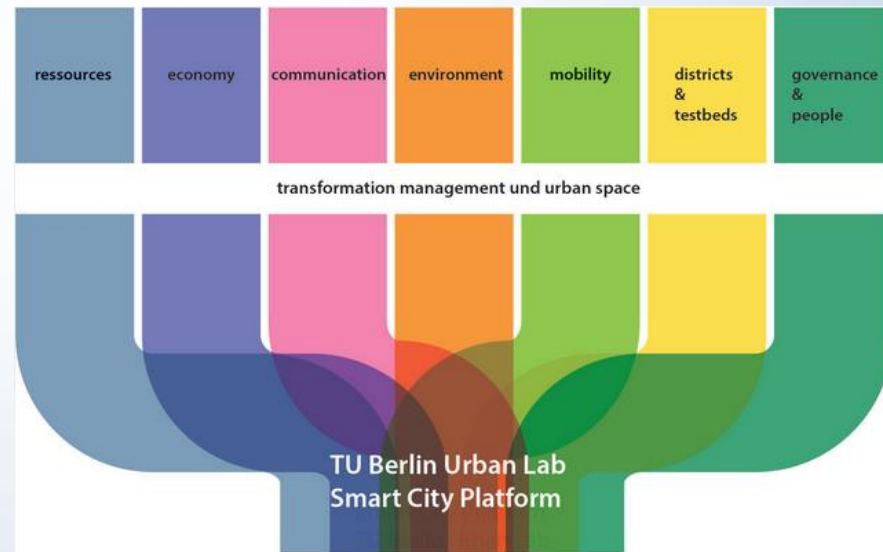 ressources
economy
communication
environment
mobility
districts
&
testbeds
governance
&
people
transformation management und urban space
TU Berlin Urban Lab
Smart City Platform